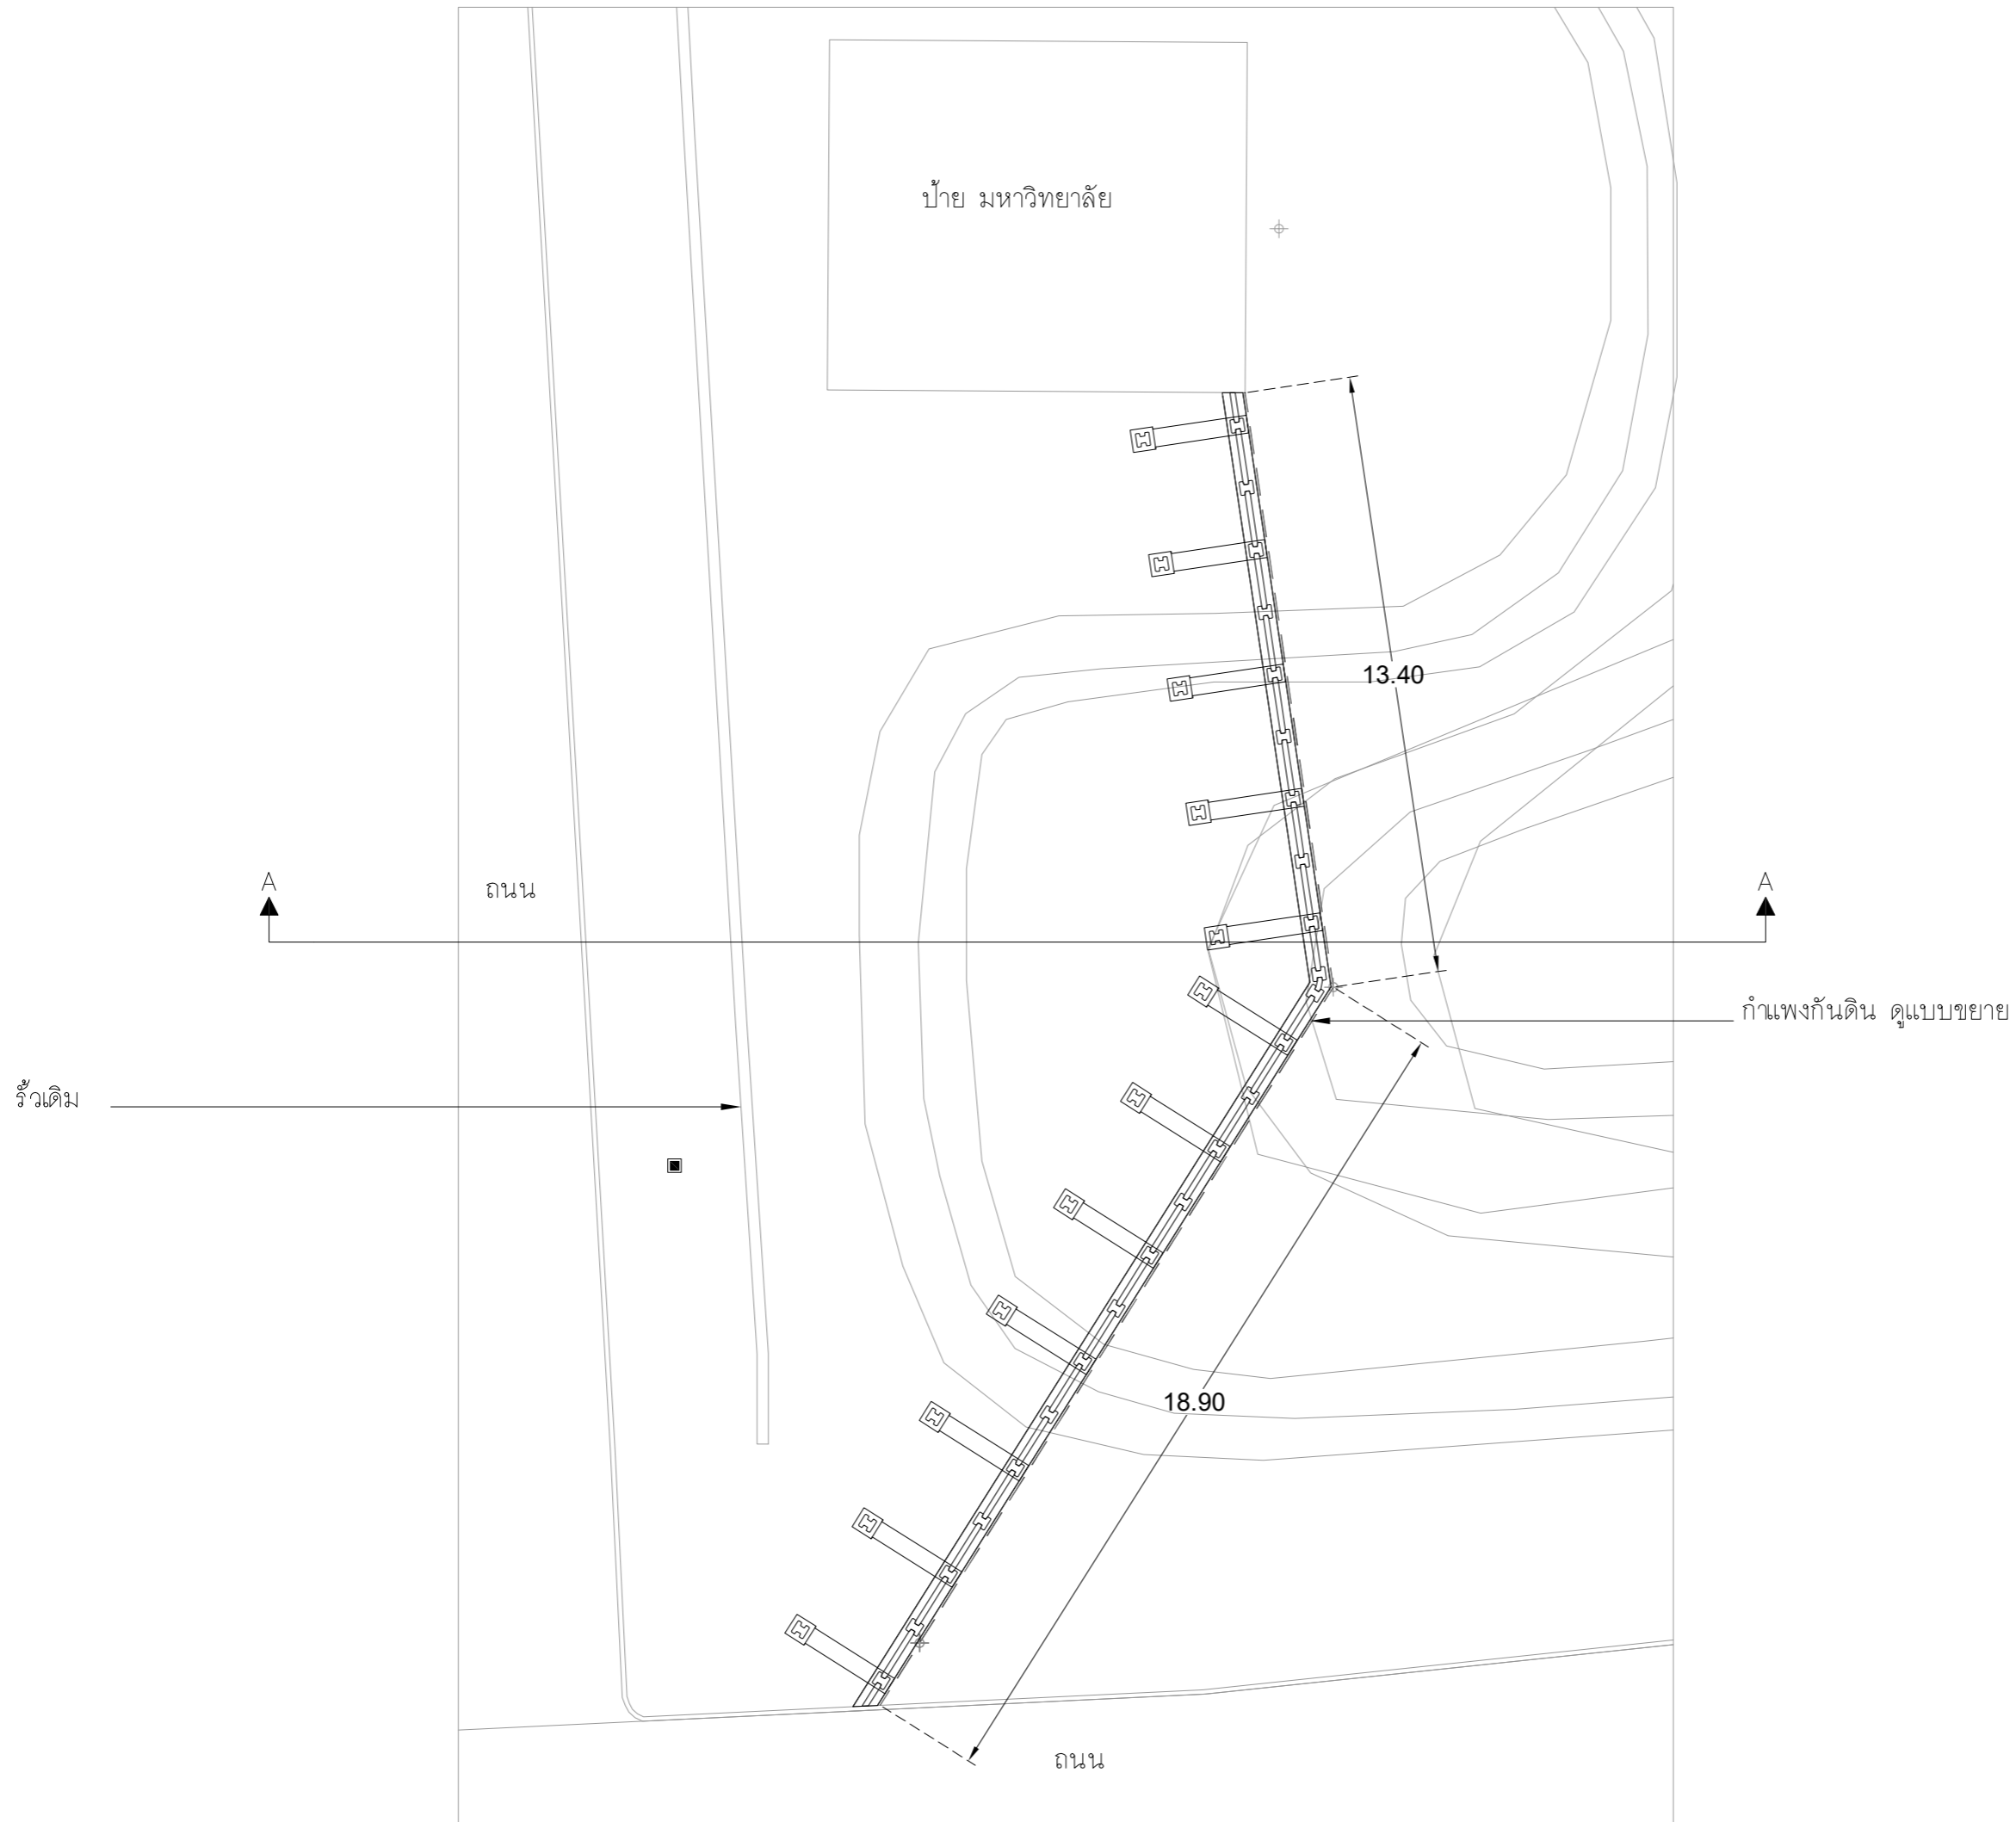 ป้าย มหาวิทยาลัย
13.40
A
ถนน
A
กำแพงกันดิน ดูแบบขยาย
รั้วเดิม
18.90
ถนน